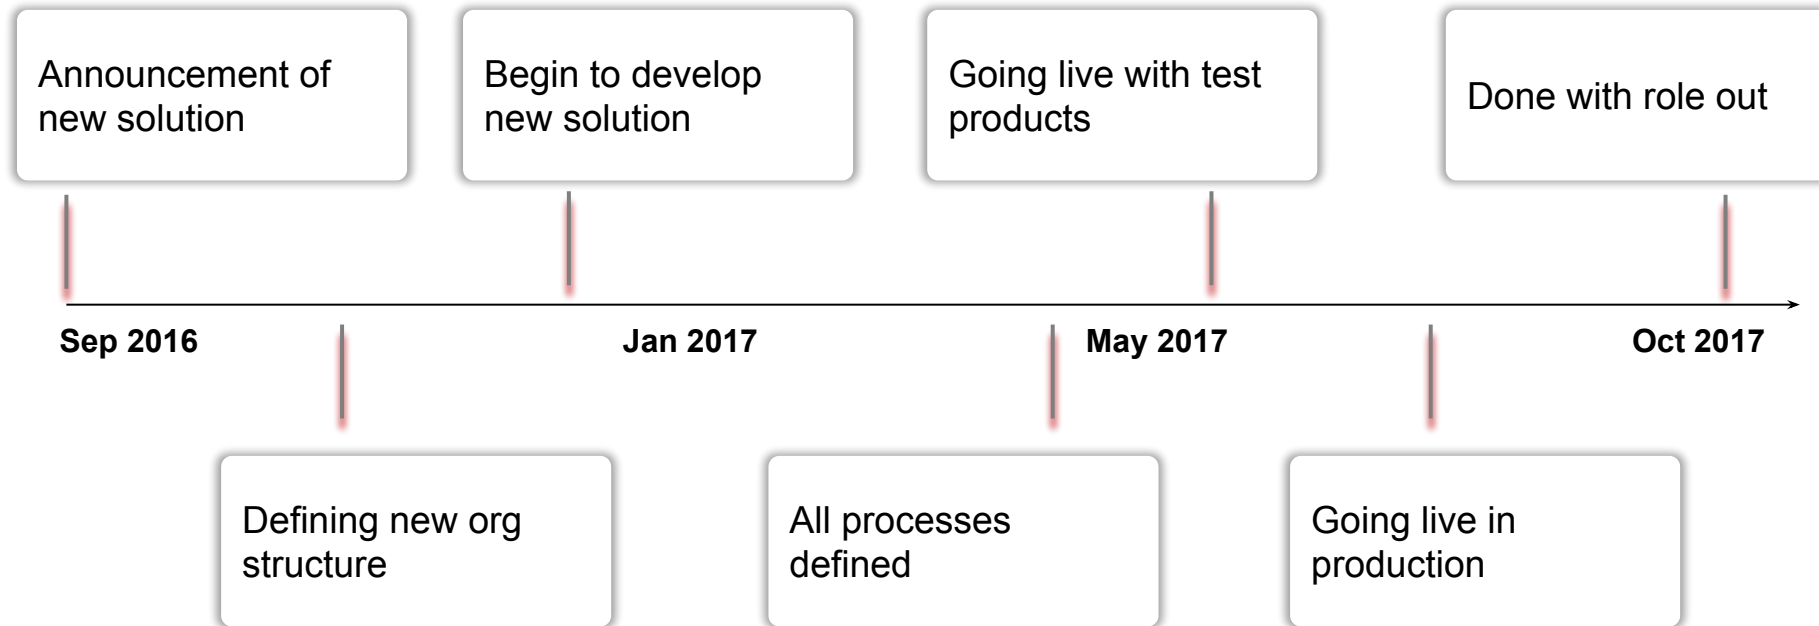 Announcement of
new solution
Begin to develop
new solution
Going live with test
products
Done with role out
Sep 2016
Jan 2017
May 2017
Oct 2017
Defining new org
structure
All processes
defined
Going live in
production